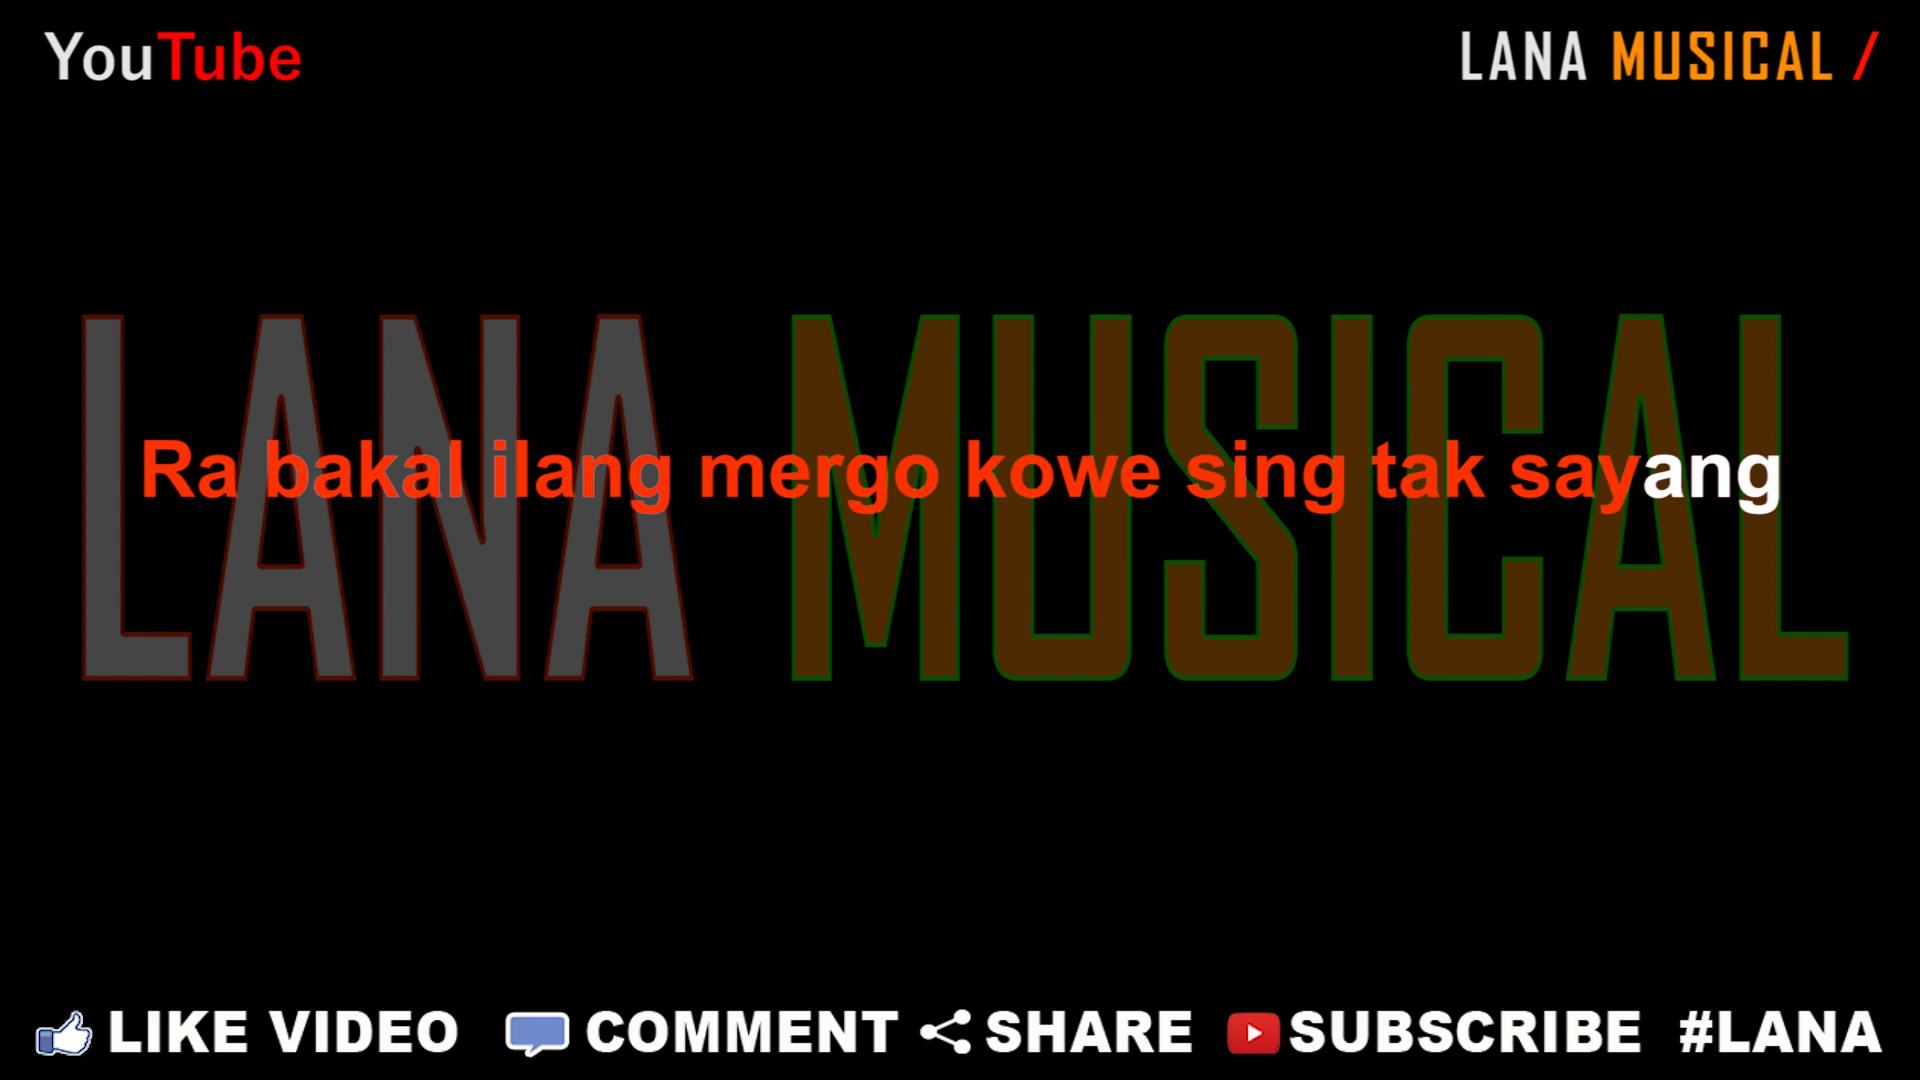 YouTube
LANA MUSICAL /
LANA MUSICAL
Ra bakal ilang mergo kowe sing tak sayang
LIKE VIDEO COMMENT SHARE SUBSCRIBE #LANA